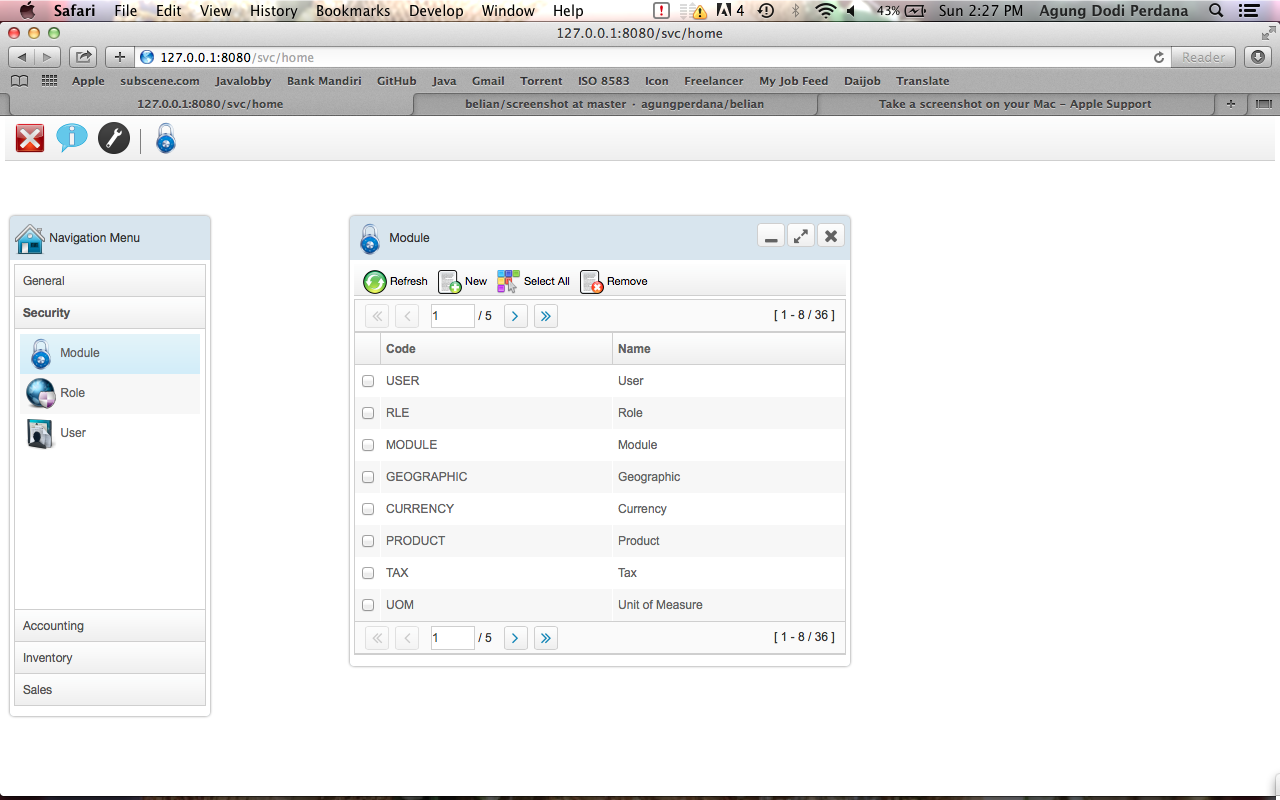 Safari File Edit View History Bookmarks Develop Window Help 4 43% Sun 2:27 PM Agung Dodi Perdana
127.0.0.1:8080/svc/home
127.0.0.1:8080/svc/home Reader
Apple subscene.com Javalobby Bank Mandiri GitHub Java Gmail Torrent ISO 8583 Icon Freelancer My Job Feed Daijob Translate
127.0.0.1:8080/svc/home belian/screenshot at master · agungperdana/belian Take a screenshot on your Mac - Apple Support
Navigation Menu
General
Security
Module
Role
User
Accounting
Inventory
Sales
Module
Refresh New Select All Remove
1 / 5 [ 1 - 8 / 36 ]
Code Name
USER User
RLE Role
MODULE Module
GEOGRAPHIC Geographic
CURRENCY Currency
PRODUCT Product
TAX Tax
UOM Unit of Measure
1 / 5 [ 1 - 8 / 36 ]